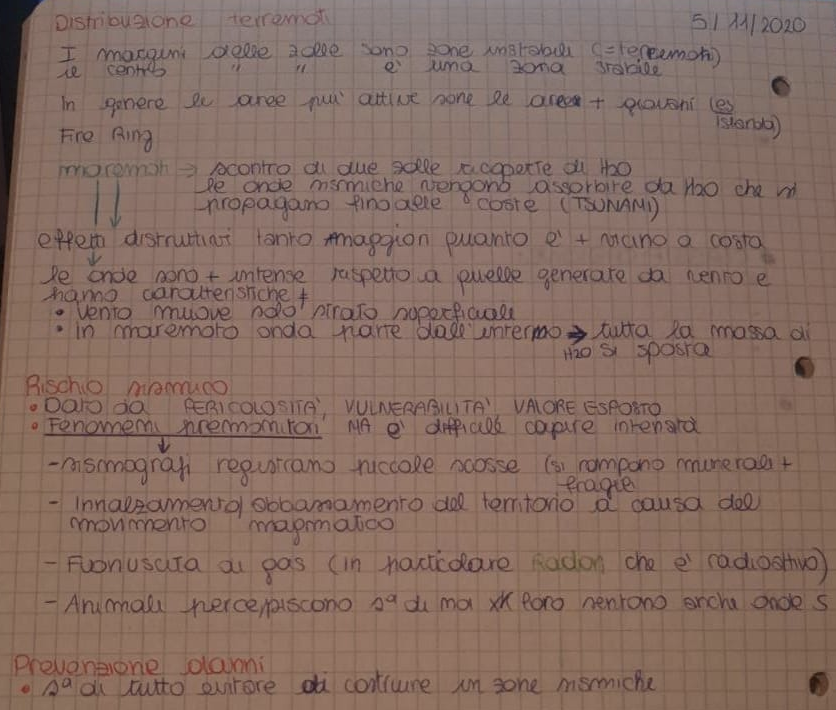 Distribuzione terremoti 5/11/2020
I margini delle zolle sono zone instabili (=terremoti)
il centro " " è una zona stabile
In genere le aree più attive sono le aree + giovani (es Islanda)
Fire Ring
maremoti → scontro di due zolle ricoperte di H2O
le onde sismiche vengono assorbite da H2O che si
propagano fino alle coste (TSUNAMI)
effetti distruttivi tanto maggiori quanto è + vicino a costa
le onde sono + intense rispetto a quelle generate da vento e
hanno caratteristiche ≠
• Vento muove solo strato superficiale
• In maremoto onda parte dall'interno → tutta la massa di
H2O si sposta
Rischio sismico
• Dato da PERICOLOSITA', VULNERABILITA' VALORE ESPOSTO
• Fenomeni premonitori MA è difficile capire intensità
- sismografi registrano piccole scosse (si rompono minerali +
fragili
- Innalzamento/abbassamento del territorio a causa del
movimento magmatico
- Fuoriuscita di gas (in particolare Radon che è radioattivo)
- Animali percepiscono pª di noi xk loro sentono anche onde S
Prevenzione danni
• pª di tutto evitare di costruire in zone sismiche